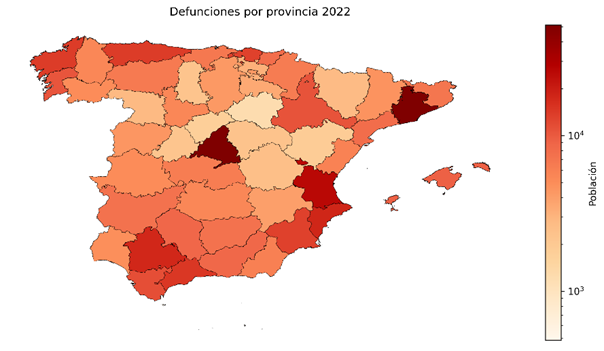 Defunciones por provincia 2022
10⁴
Población
10³